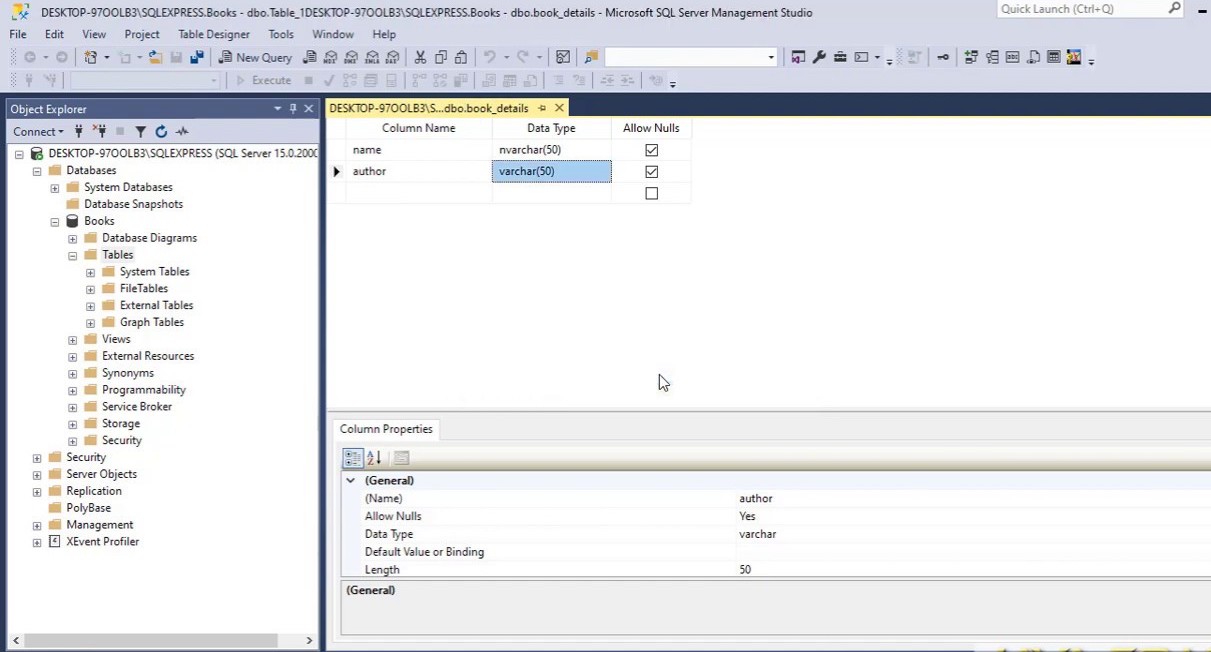 DESKTOP-97OOLB3\SQLEXPRESS.Books - dbo.Table_1DESKTOP-97OOLB3\SQLEXPRESS.Books - dbo.book_details - Microsoft SQL Server Management Studio
Quick Launch (Ctrl+Q)
File Edit View Project Table Designer Tools Window Help
New Query
Execute
Object Explorer
DESKTOP-97OOLB3\S...dbo.book_details
Connect
Column Name Data Type Allow Nulls
name nvarchar(50)
author varchar(50)
DESKTOP-97OOLB3\SQLEXPRESS (SQL Server 15.0.2000
Databases
System Databases
Database Snapshots
Books
Database Diagrams
Tables
System Tables
FileTables
External Tables
Graph Tables
Views
External Resources
Synonyms
Programmability
Service Broker
Storage
Security
Security
Server Objects
Replication
PolyBase
Management
XEvent Profiler
Column Properties
(General)
(Name) author
Allow Nulls Yes
Data Type varchar
Default Value or Binding
Length 50
(General)